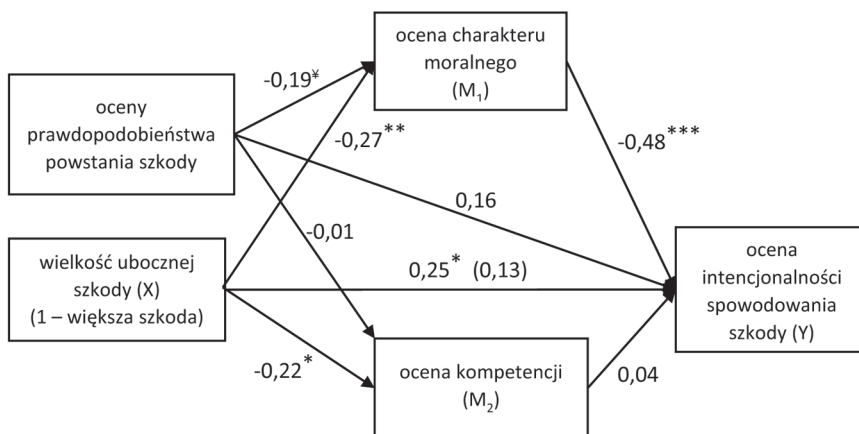 ocena charakteru
moralnego
(M₁)
-0,19¥
oceny
prawdopodobieństwa
powstania szkody
-0,27**
-0,48***
0,16
-0,01
wielkość ubocznej
szkody (X)
(1 – większa szkoda)
0,25* (0,13)
ocena
intencjonalności
spowodowania
szkody (Y)
-0,22*
ocena kompetencji
(M₂)
0,04